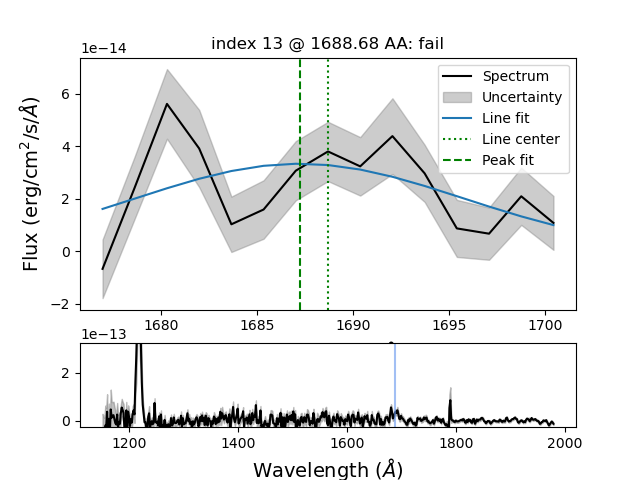 index 13 @ 1688.68 AA: fail
1e−14
Flux (erg/cm²/s/Å)
6
4
2
0
−2
Spectrum
Uncertainty
Line fit
Line center
Peak fit
1680 1685 1690 1695 1700
1e−13
2
0
1200 1400 1600 1800 2000
Wavelength (Å)